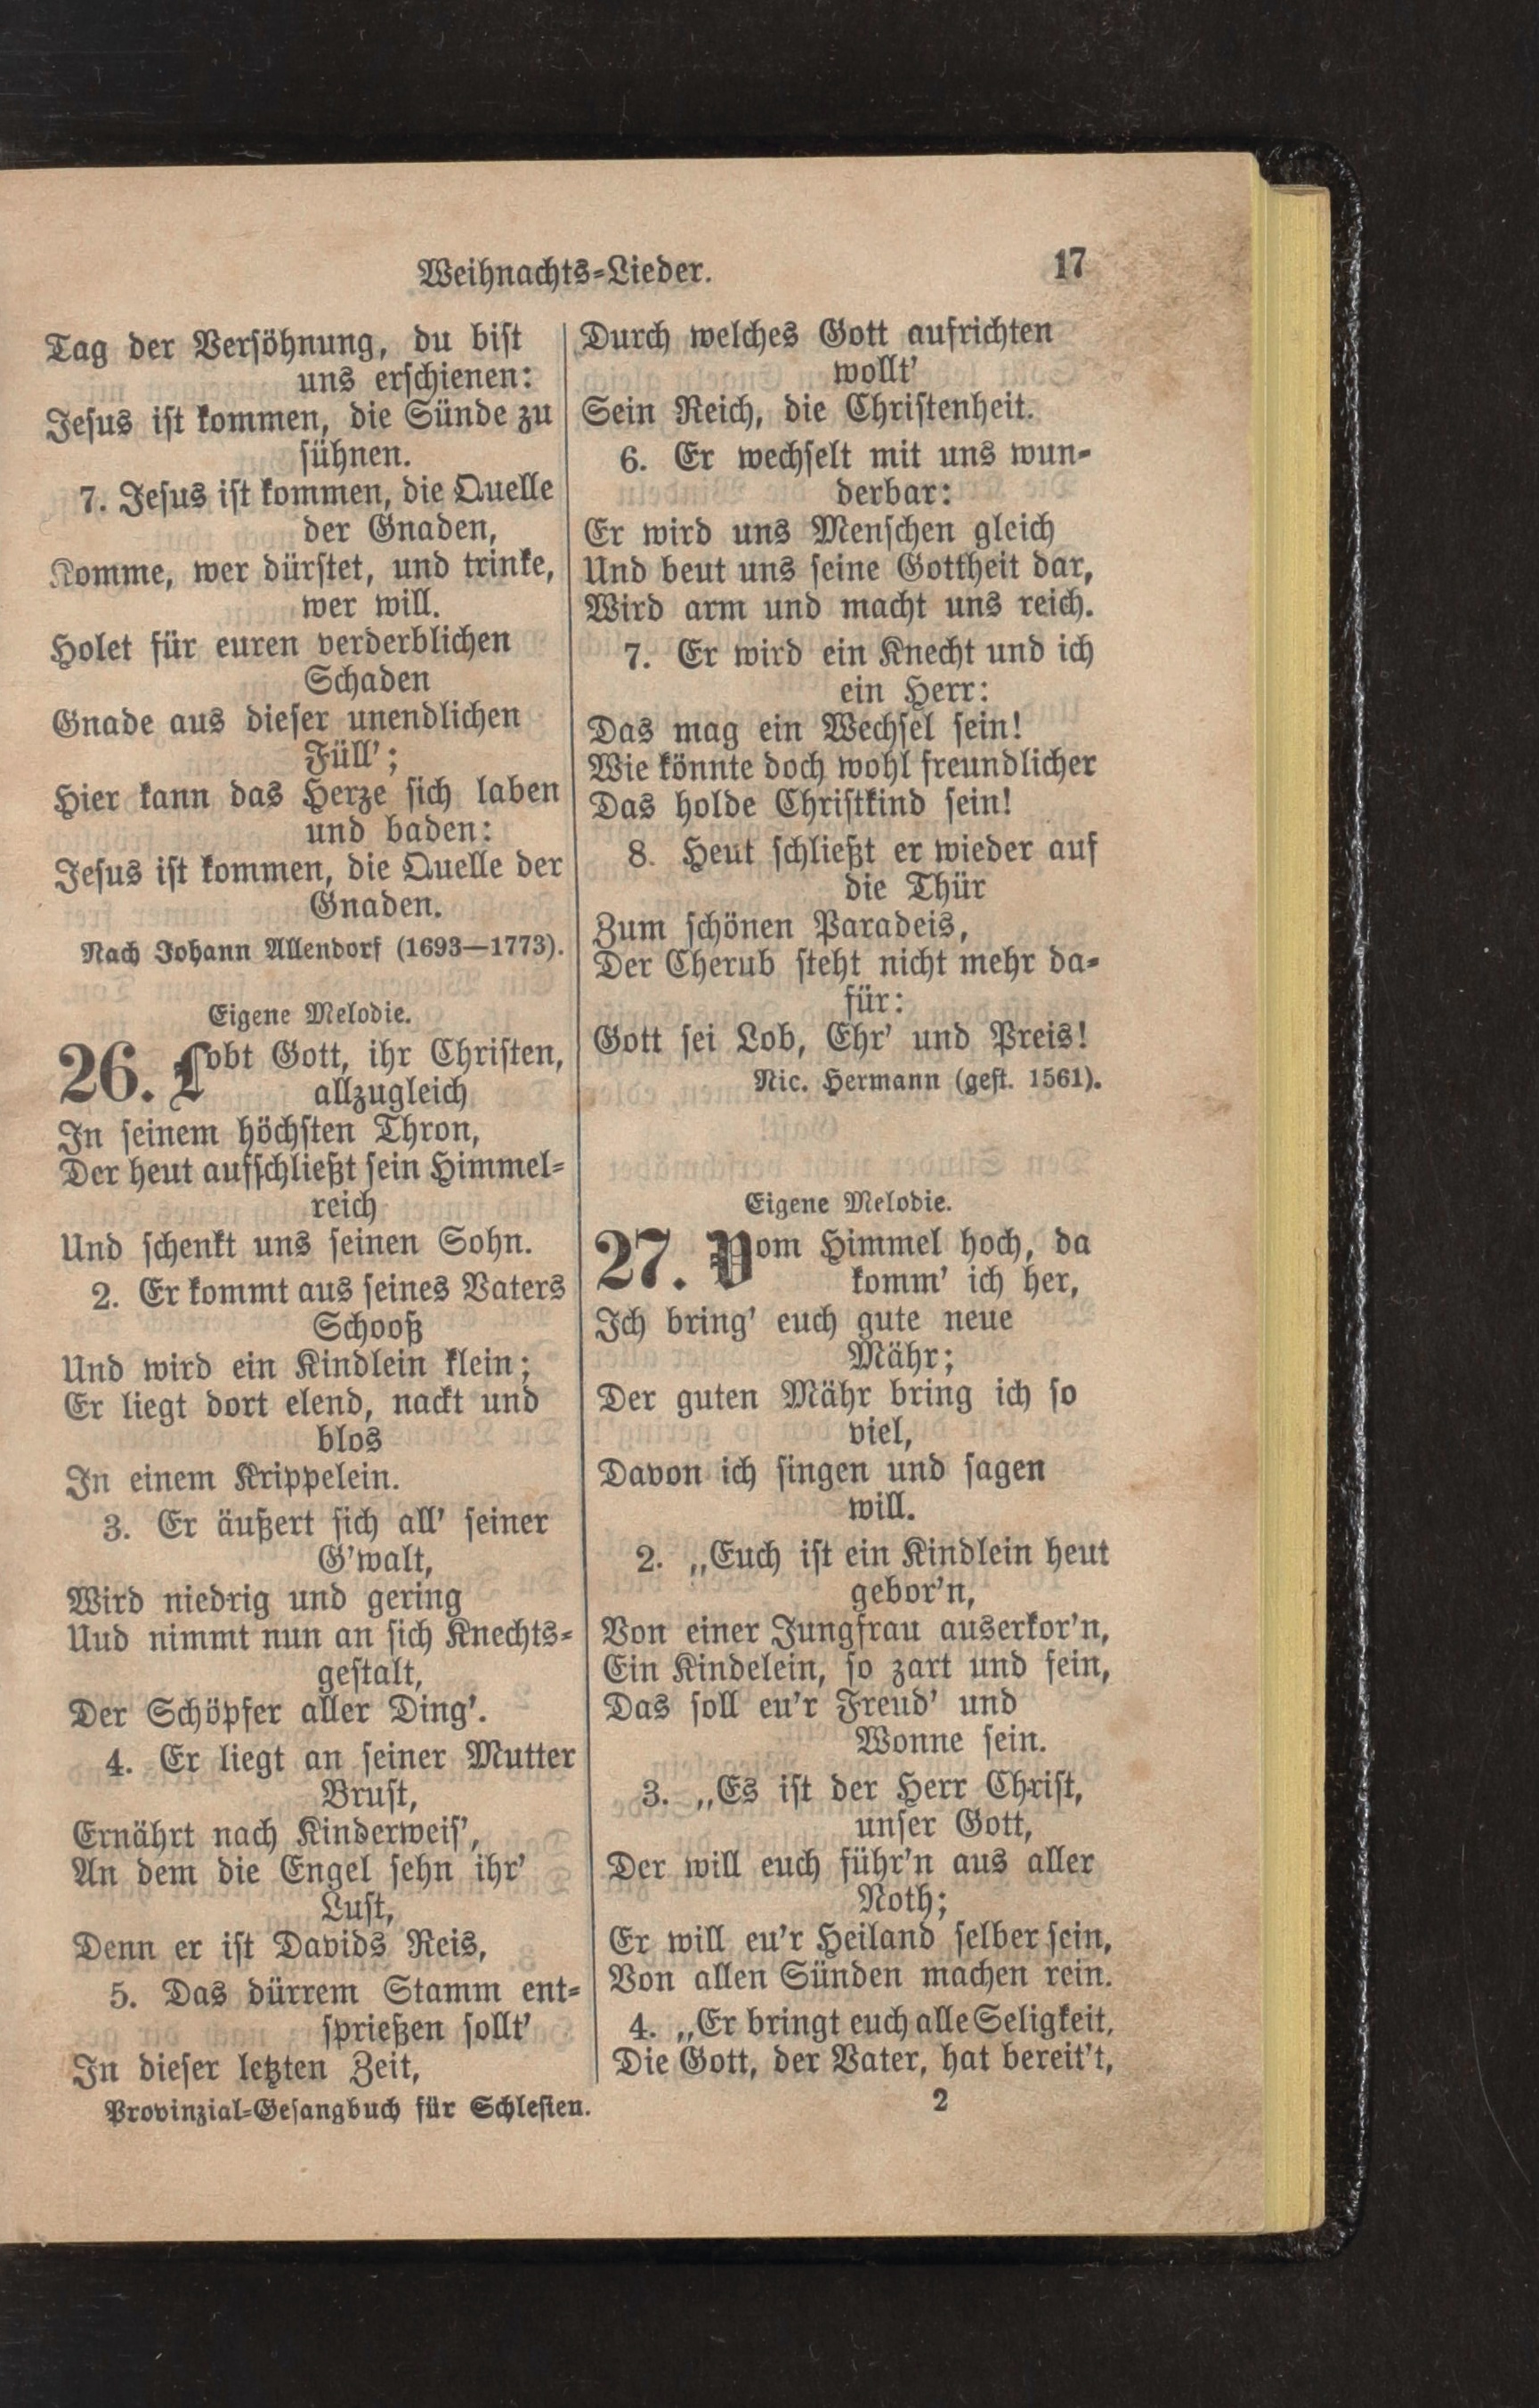 Weihnachts-Lieder. 17
Tag der Versöhnung, du bist
uns erschienen:
Jesus ist kommen, die Sünde zu
sühnen.
7. Jesus ist kommen, die Quelle
der Gnaden,
Komme, wer dürstet, und trinke,
wer will.
Holet für euren verderblichen
Schaden
Gnade aus dieser unendlichen
Füll';
Hier kann das Herze sich laben
und baden:
Jesus ist kommen, die Quelle der
Gnaden.
Nach Johann Allendorf (1693—1773).
Eigene Melodie.
26. Lobt Gott, ihr Christen,
allzugleich
In seinem höchsten Thron,
Der heut aufschließt sein Himmel-
reich
Und schenkt uns seinen Sohn.
2. Er kommt aus seines Vaters
Schooß
Und wird ein Kindlein klein;
Er liegt dort elend, nackt und
blos
In einem Krippelein.
3. Er äußert sich all' seiner
G'walt,
Wird niedrig und gering
Uud nimmt nun an sich Knechts-
gestalt,
Der Schöpfer aller Ding'.
4. Er liegt an seiner Mutter
Brust,
Ernährt nach Kinderweis',
An dem die Engel sehn ihr'
Lust,
Denn er ist Davids Reis,
5. Das dürrem Stamm ent-
sprießen sollt'
In dieser letzten Zeit,
Provinzial-Gesangbuch für Schlesien.
Durch welches Gott aufrichten
wollt'
Sein Reich, die Christenheit.
6. Er wechselt mit uns wun-
derbar:
Er wird uns Menschen gleich
Und beut uns seine Gottheit dar,
Wird arm und macht uns reich.
7. Er wird ein Knecht und ich
ein Herr:
Das mag ein Wechsel sein!
Wie könnte doch wohl freundlicher
Das holde Christkind sein!
8. Heut schließt er wieder auf
die Thür
Zum schönen Paradeis,
Der Cherub steht nicht mehr da-
für:
Gott sei Lob, Ehr' und Preis!
Nic. Hermann (gest. 1561).
Eigene Melodie.
27. Vom Himmel hoch, da
komm' ich her,
Ich bring' euch gute neue
Mähr;
Der guten Mähr bring ich so
viel,
Davon ich singen und sagen
will.
2. „Euch ist ein Kindlein heut
gebor'n,
Von einer Jungfrau auserkor'n,
Ein Kindelein, so zart und fein,
Das soll eu'r Freud' und
Wonne sein.
3. „Es ist der Herr Christ,
unser Gott,
Der will euch führ'n aus aller
Noth;
Er will eu'r Heiland selber sein,
Von allen Sünden machen rein.
4. „Er bringt euch alle Seligkeit,
Die Gott, der Vater, hat bereit't,
2